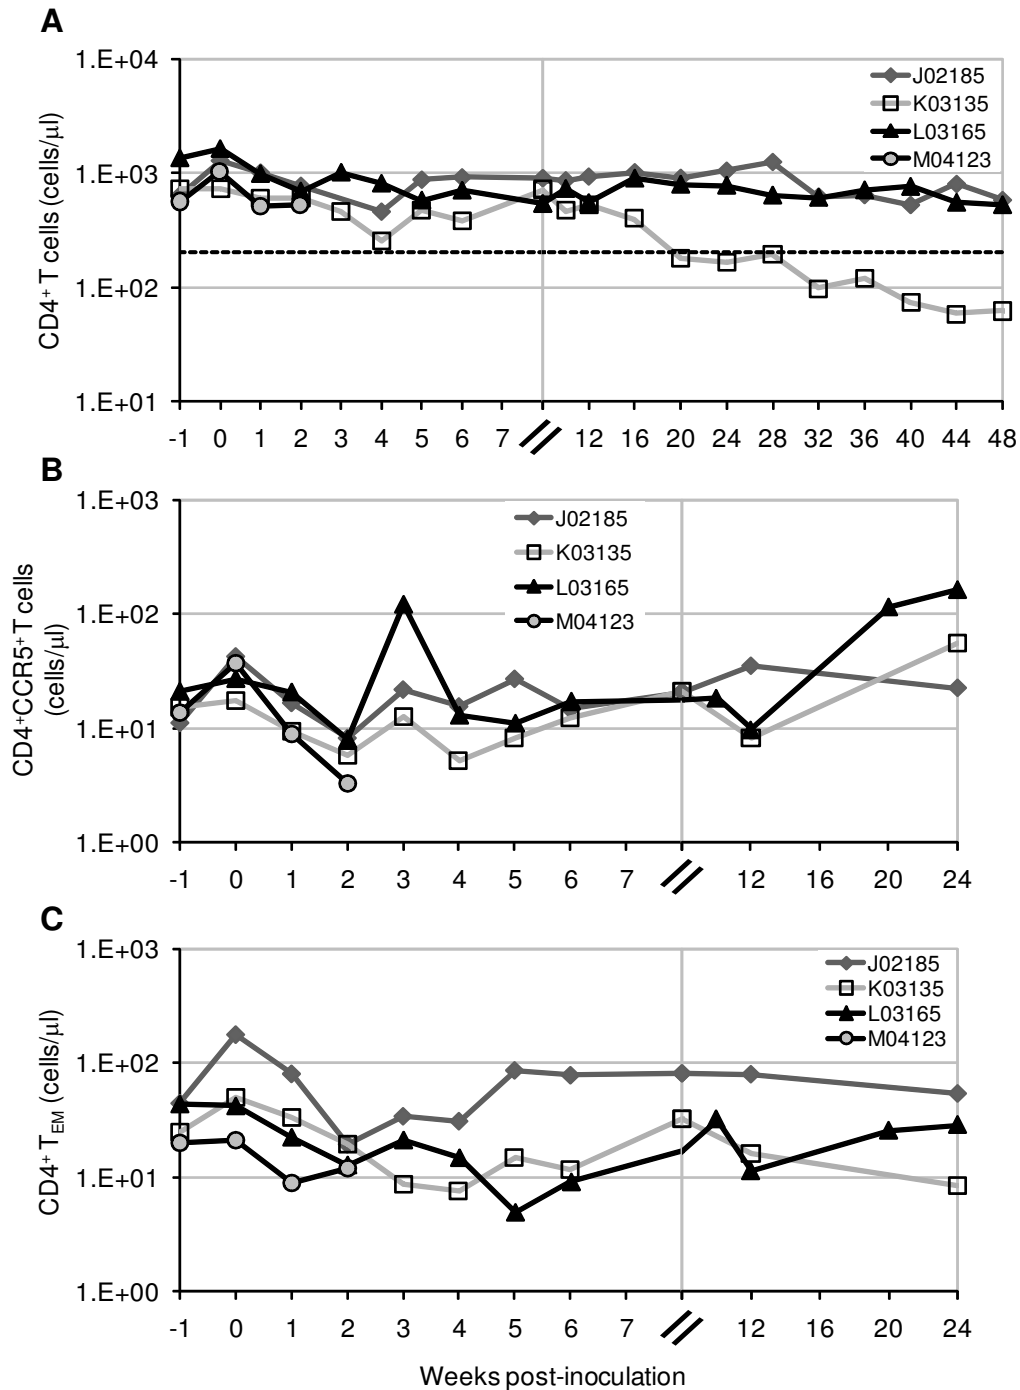 A
1.E+04
1.E+03
1.E+02
1.E+01
CD4+ T cells (cells/µl)
J02185
K03135
L03165
M04123
-1 0 1 2 3 4 5 6 7 12 16 20 24 28 32 36 40 44 48
B
1.E+03
1.E+02
1.E+01
1.E+00
CD4+CCR5+ T cells
(cells/µl)
J02185
K03135
L03165
M04123
-1 0 1 2 3 4 5 6 7 12 16 20 24
C
1.E+03
1.E+02
1.E+01
1.E+00
CD4+ TEM (cells/µl)
J02185
K03135
L03165
M04123
-1 0 1 2 3 4 5 6 7 12 16 20 24
Weeks post-inoculation